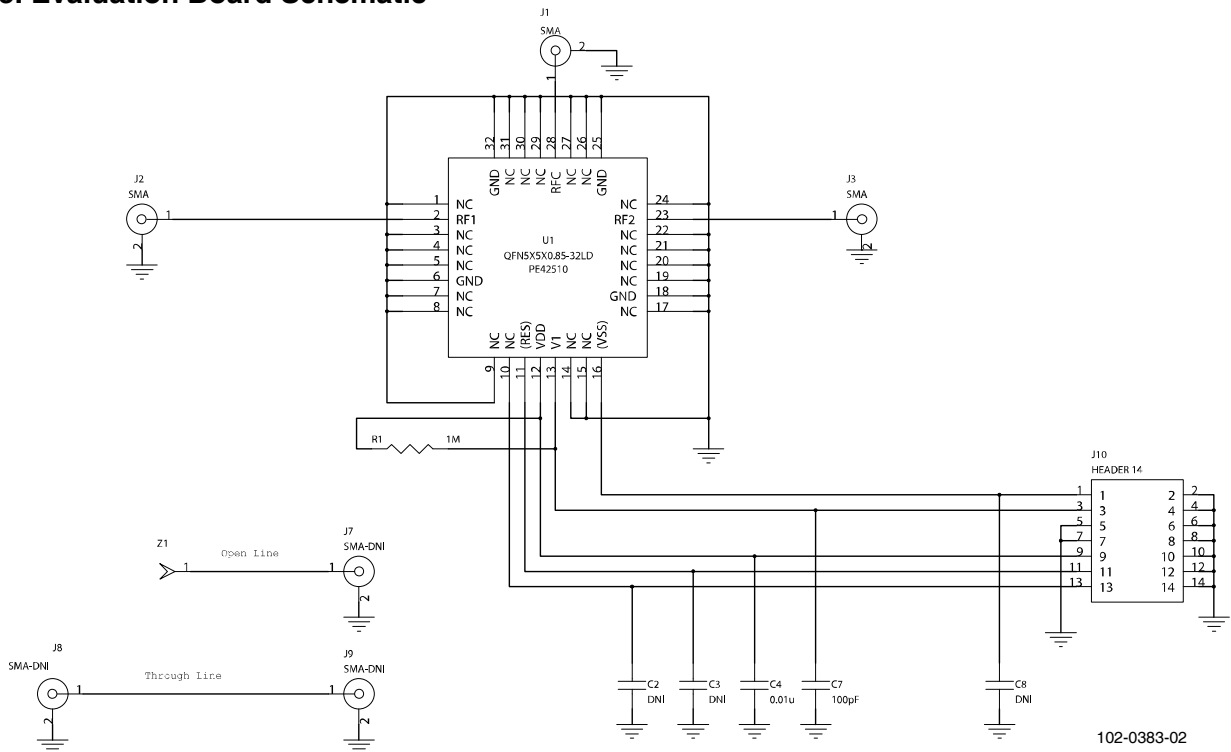 Evaluation Board Schematic
J1
SMA
2
1
32 31 30 29 28 27 26 25
GND NC NC NC RFC NC NC GND
J2
SMA
1
2
J3
SMA
1
2
1 NC
2 RF1
3 NC
4 NC
5 NC
6 GND
7 NC
8 NC
U1
QFN5X5X0.85-32LD
PE42510
NC 24
RF2 23
NC 22
NC 21
NC 20
NC 19
GND 18
NC 17
NC NC (RES) VDD V1 NC NC (VSS)
9 10 11 12 13 14 15 16
R1 1M
J10
HEADER 14
1 1 2 2
3 3 4 4
5 5 6 6
7 7 8 8
9 9 10 10
11 11 12 12
13 13 14 14
Z1
1 Open Line 1
J7
SMA-DNI
2
J8
SMA-DNI
1 Through Line 1
2
J9
SMA-DNI
2
C2
DNI
C3
DNI
C4
0.01u
C7
100pF
C8
DNI
102-0383-02